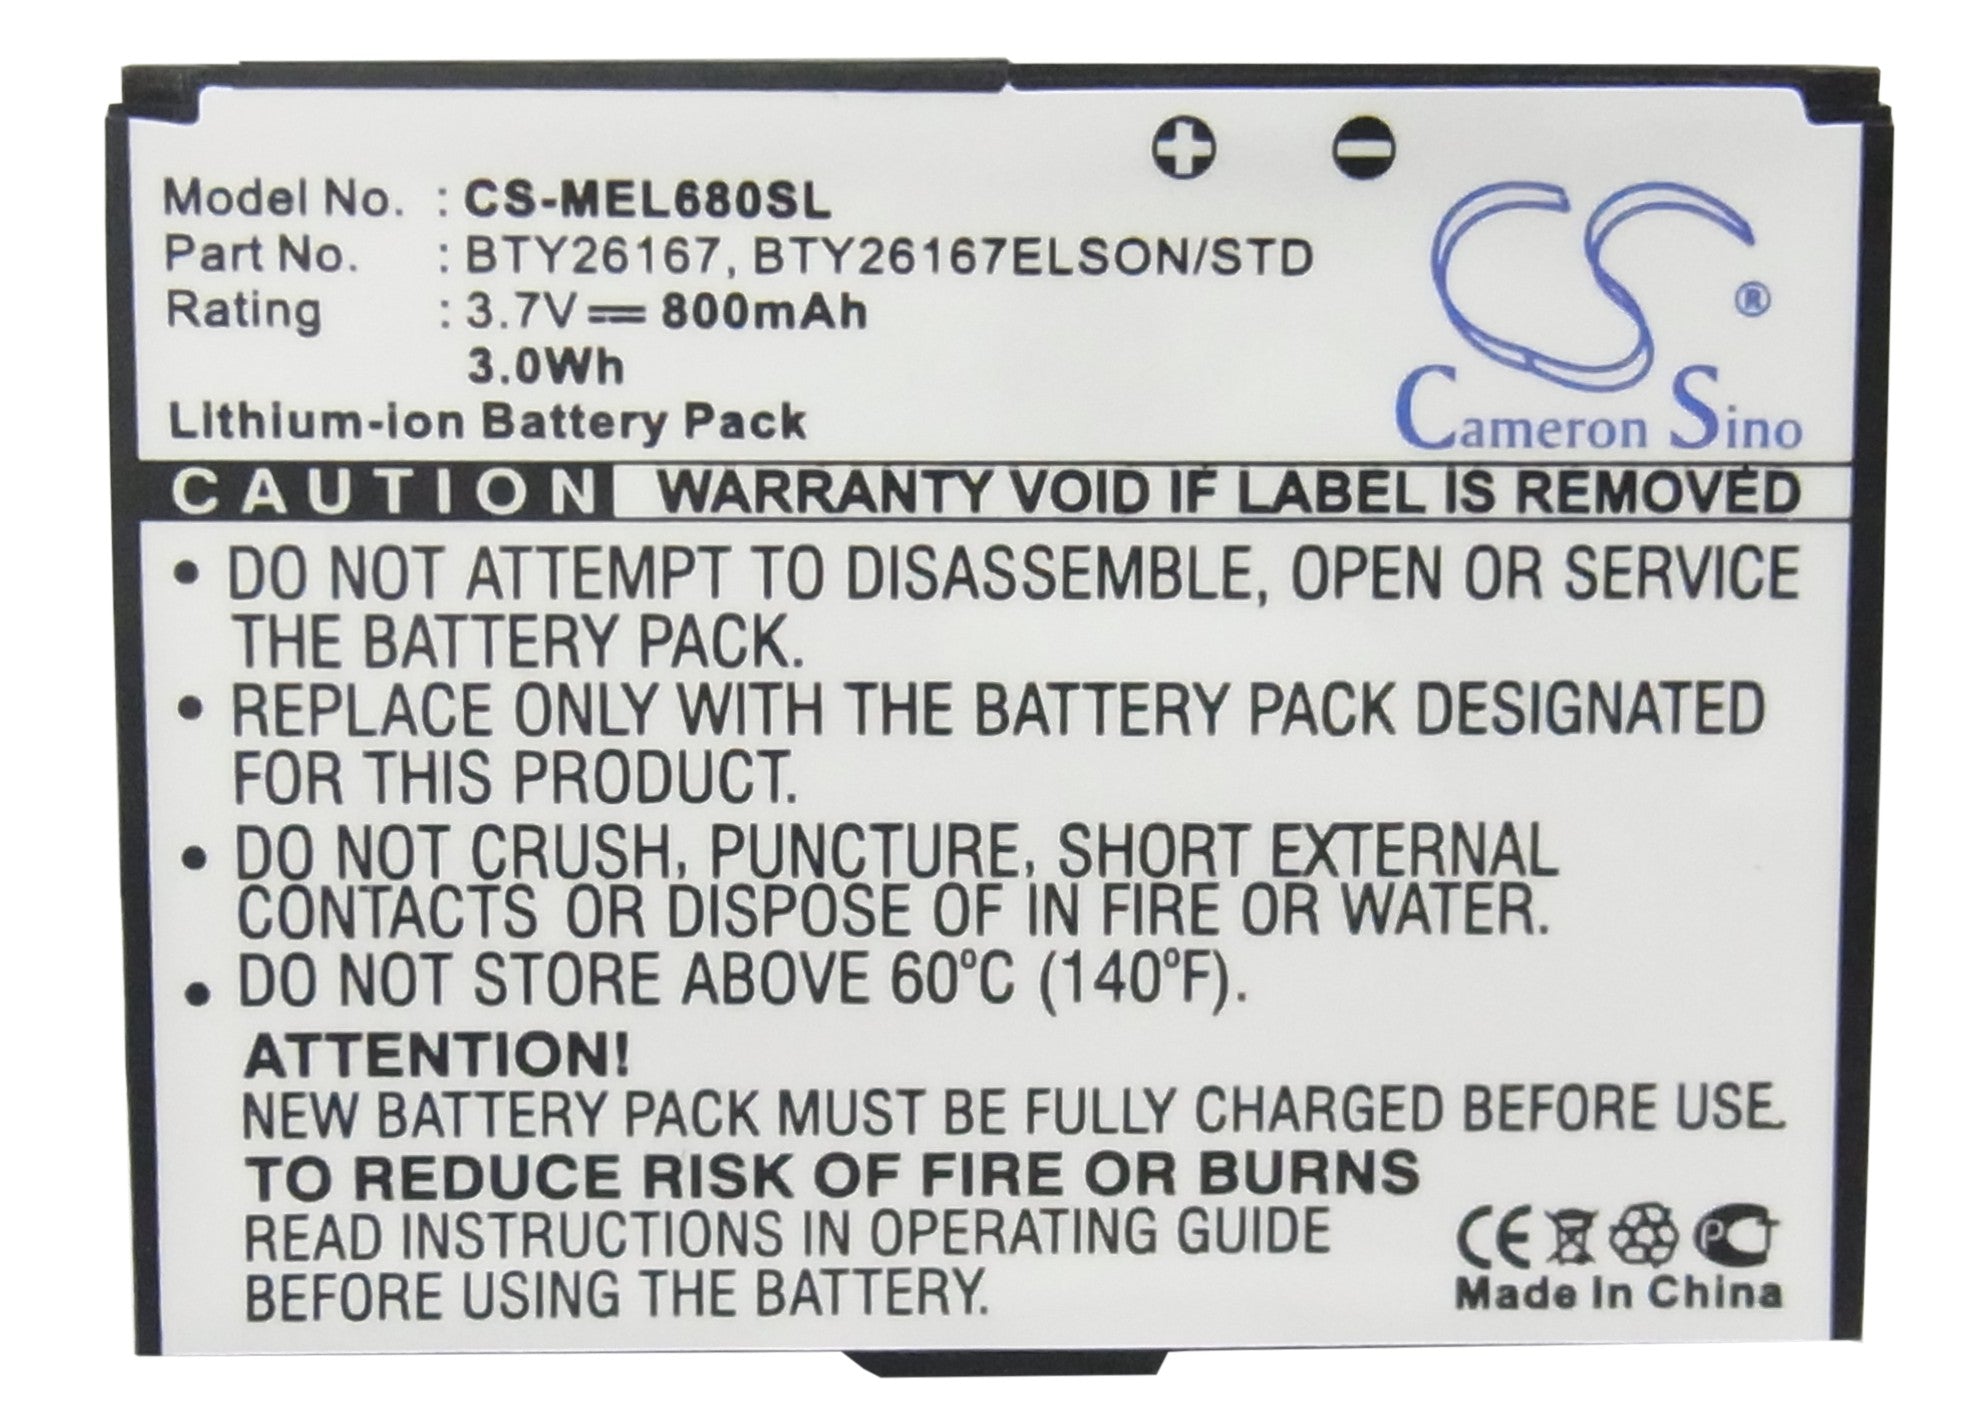 Model No. : CS-MEL680SL
Part No. : BTY26167, BTY26167ELSON/STD
Rating : 3.7V 800mAh
3.0Wh
Lithium-ion Battery Pack
CS®
Cameron Sino
CAUTION WARRANTY VOID IF LABEL IS REMOVED
• DO NOT ATTEMPT TO DISASSEMBLE, OPEN OR SERVICE
THE BATTERY PACK.
• REPLACE ONLY WITH THE BATTERY PACK DESIGNATED
FOR THIS PRODUCT.
• DO NOT CRUSH, PUNCTURE, SHORT EXTERNAL
CONTACTS OR DISPOSE OF IN FIRE OR WATER.
• DO NOT STORE ABOVE 60°C (140°F).
ATTENTION!
NEW BATTERY PACK MUST BE FULLY CHARGED BEFORE USE.
TO REDUCE RISK OF FIRE OR BURNS
READ INSTRUCTIONS IN OPERATING GUIDE
BEFORE USING THE BATTERY.
CE
Made In China